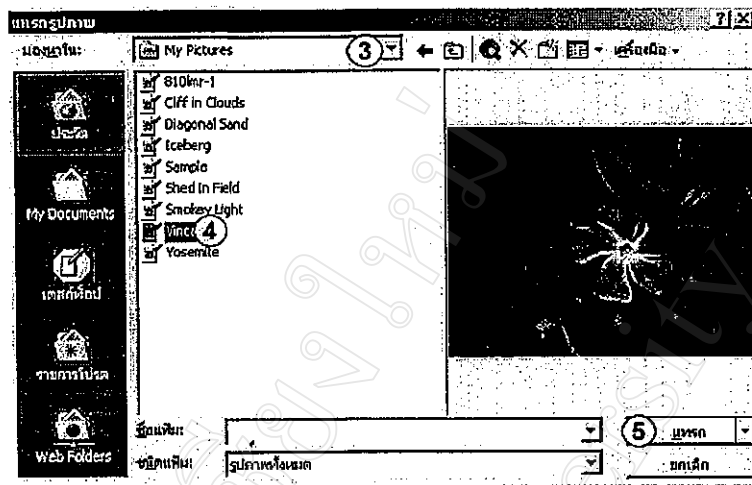 แทรกรูปภาพ
มองหาใน: My Pictures 3 เครื่องมือ
ประวัติ
My Documents
เดสก์ท็อป
รายการโปรด
Web Folders
810lmr-1
Cliff in Clouds
Diagonal Sand
Iceberg
Sample
Shed in Field
Smokey Light
4
Yosemite
ชื่อแฟ้ม:
5 แทรก
ชนิดแฟ้ม: รูปภาพทั้งหมด
ยกเลิก